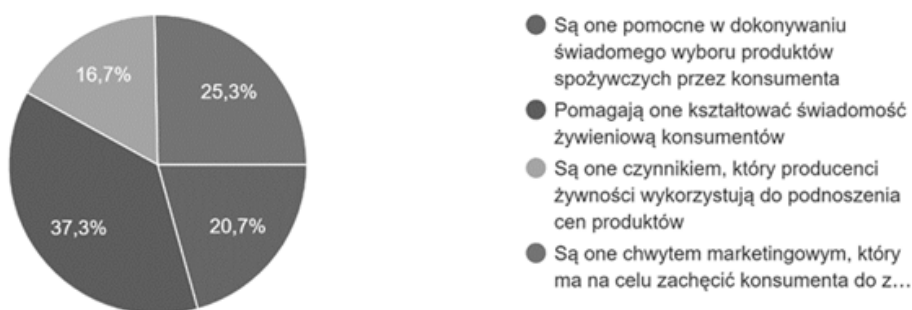 16,7%
25,3%
37,3%
20,7%
Są one pomocne w dokonywaniu
świadomego wyboru produktów
spożywczych przez konsumenta
Pomagają one kształtować świadomość
żywieniową konsumentów
Są one czynnikiem, który producenci
żywności wykorzystują do podnoszenia
cen produktów
Są one chwytem marketingowym, który
ma na celu zachęcić konsumenta do z…